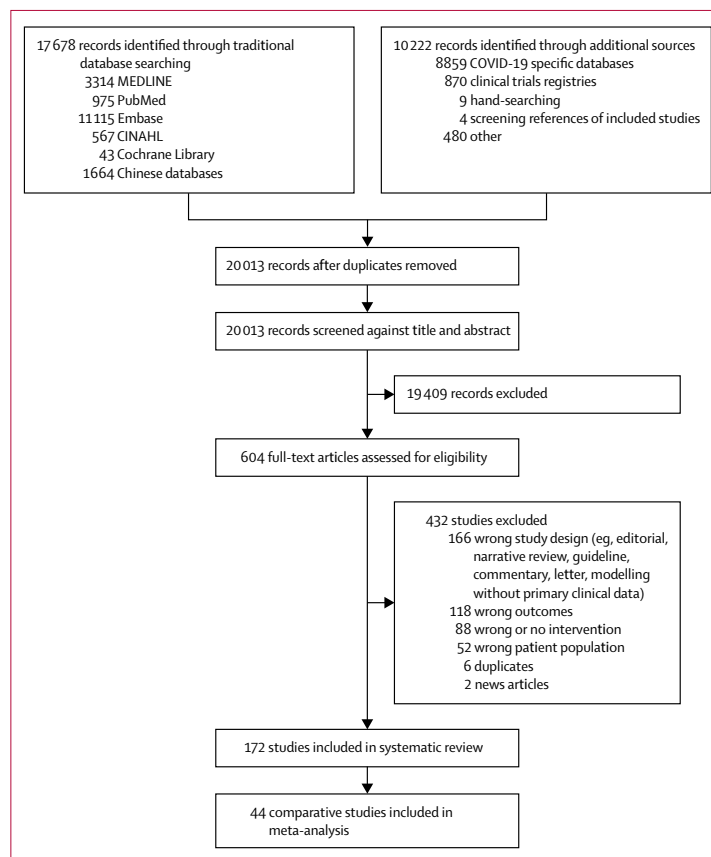 17 678 records identified through traditional
database searching
3314 MEDLINE
975 PubMed
11 115 Embase
567 CINAHL
43 Cochrane Library
1664 Chinese databases
10 222 records identified through additional sources
8859 COVID-19 specific databases
870 clinical trials registries
9 hand-searching
4 screening references of included studies
480 other
20 013 records after duplicates removed
20 013 records screened against title and abstract
19 409 records excluded
604 full-text articles assessed for eligibility
432 studies excluded
166 wrong study design (eg, editorial,
narrative review, guideline,
commentary, letter, modelling
without primary clinical data)
118 wrong outcomes
88 wrong or no intervention
52 wrong patient population
6 duplicates
2 news articles
172 studies included in systematic review
44 comparative studies included in
meta-analysis